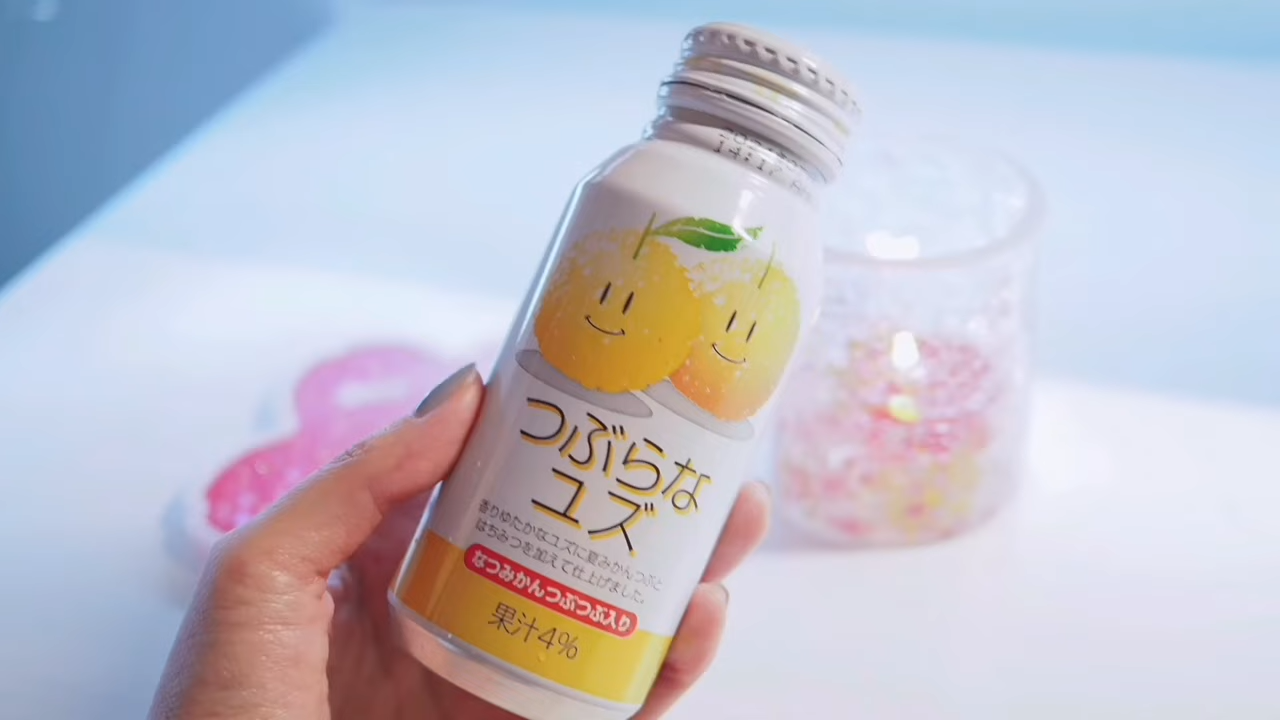 つぶらな
ユズ
香りゆたかなユズに夏みかんつぶと
はちみつを加えて仕上げました。
なつみかんつぶつぶ入り
果汁4%